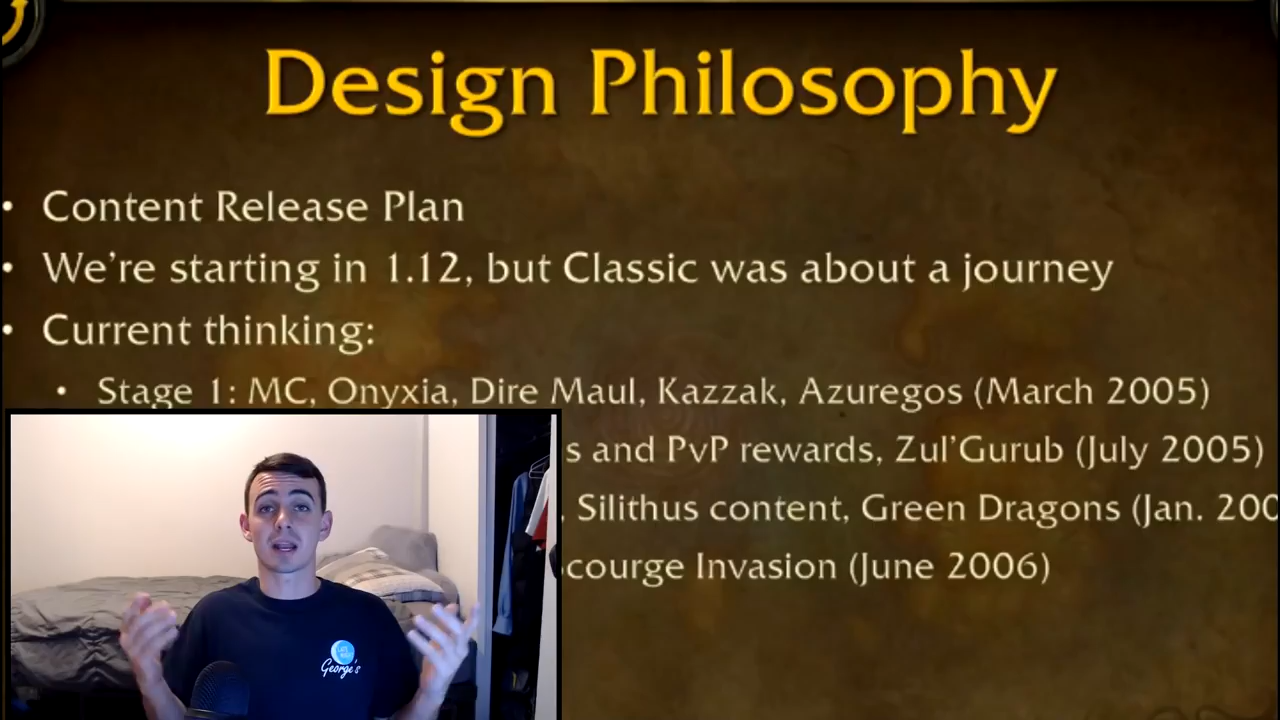 Design Philosophy
• Content Release Plan
• We're starting in 1.12, but Classic was about a journey
• Current thinking:
• Stage 1: MC, Onyxia, Dire Maul, Kazzak, Azuregos (March 2005)
s and PvP rewards, Zul'Gurub (July 2005)
, Silithus content, Green Dragons (Jan. 200
courge Invasion (June 2006)
George's